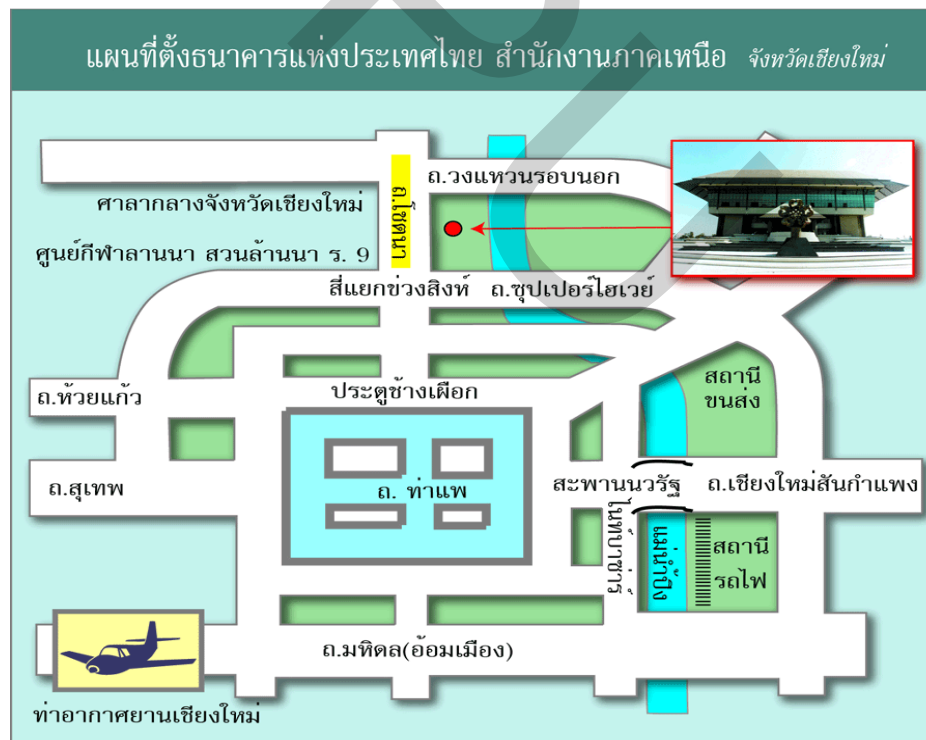 แผนที่ตั้งธนาคารแห่งประเทศไทย สำนักงานภาคเหนือ จังหวัดเชียงใหม่
ถ.วงแหวนรอบนอก
ถ.โชตนา
ศาลากลางจังหวัดเชียงใหม่
ศูนย์กีฬาลานนา สวนล้านนา ร. 9
สี่แยกข่วงสิงห์
ถ.ซุปเปอร์ไฮเวย์
ถ.ห้วยแก้ว
ประตูช้างเผือก
สถานี
ขนส่ง
ถ.สุเทพ
ถ. ท่าแพ
สะพานนวรัฐ
ถ.เชียงใหม่สันกำแพง
ไนท์บาซ่าร์
แม่น้ำปิง
สถานี
รถไฟ
ถ.มหิดล(อ้อมเมือง)
ท่าอากาศยานเชียงใหม่